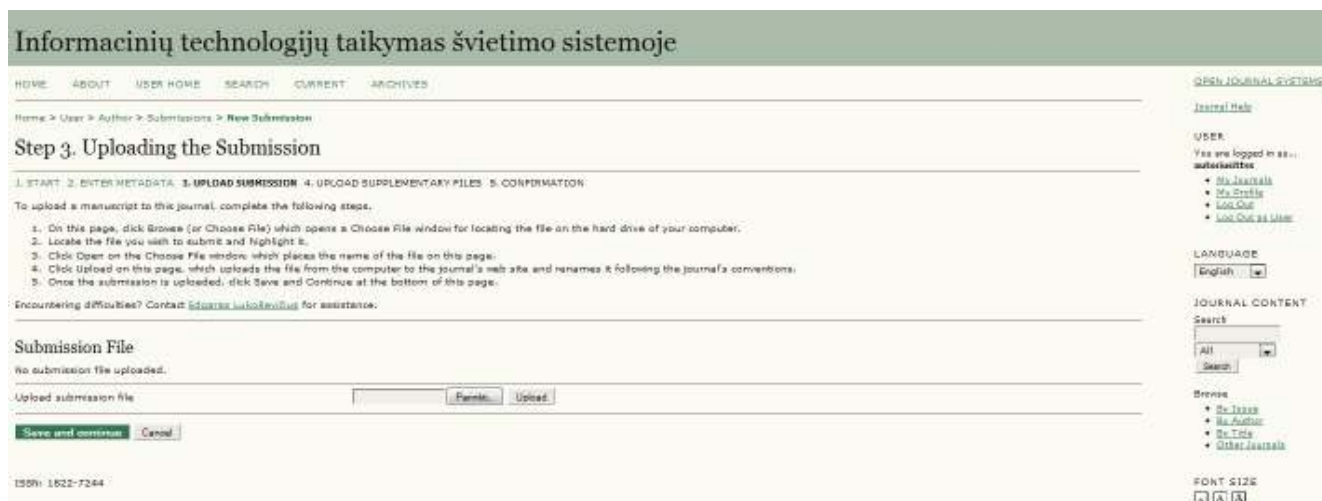 Informacinių technologijų taikymas švietimo sistemoje
HOME ABOUT USER HOME SEARCH CURRENT ARCHIVES
Home > User > Author > Submissions > New Submission
Step 3. Uploading the Submission
1. START 2. ENTER METADATA 3. UPLOAD SUBMISSION 4. UPLOAD SUPPLEMENTARY FILES 5. CONFIRMATION
To upload a manuscript to this journal, complete the following steps.
1. On this page, click Browse (or Choose File) which opens a Choose File window for locating the file on the hard drive of your computer.
2. Locate the file you wish to submit and highlight it.
3. Click Open on the Choose File window, which places the name of the file on this page.
4. Click Upload on this page, which uploads the file from the computer to the journal's web site and renames it following the journal's conventions.
5. Once the submission is uploaded, click Save and Continue at the bottom of this page.
Encountering difficulties? Contact for assistance.
Submission File
No submission file uploaded.
Upload submission file Upload
Save and continue Cancel
ISSN: 1822-7244
OPEN JOURNAL SYSTEMS
Journal Help
USER
You are logged in as...
My Journals
My Profile
Log Out
Log Out as User
LANGUAGE
English
JOURNAL CONTENT
Search
All
Search
Browse
By Issue
By Author
By Title
Other Journals
FONT SIZE
A A A